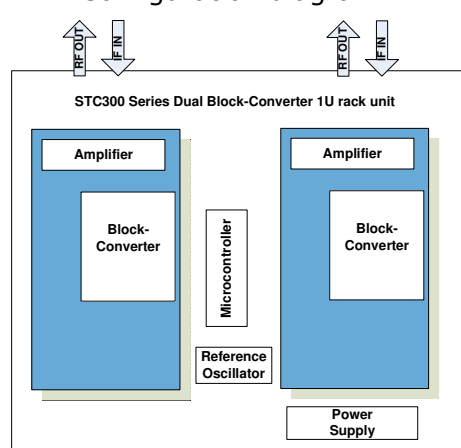 RF OUT
IF IN
RF OUT
IF IN
STC300 Series Dual Block-Converter 1U rack unit
Amplifier
Block-
Converter
Microcontroller
Reference
Oscillator
Amplifier
Block-
Converter
Power
Supply